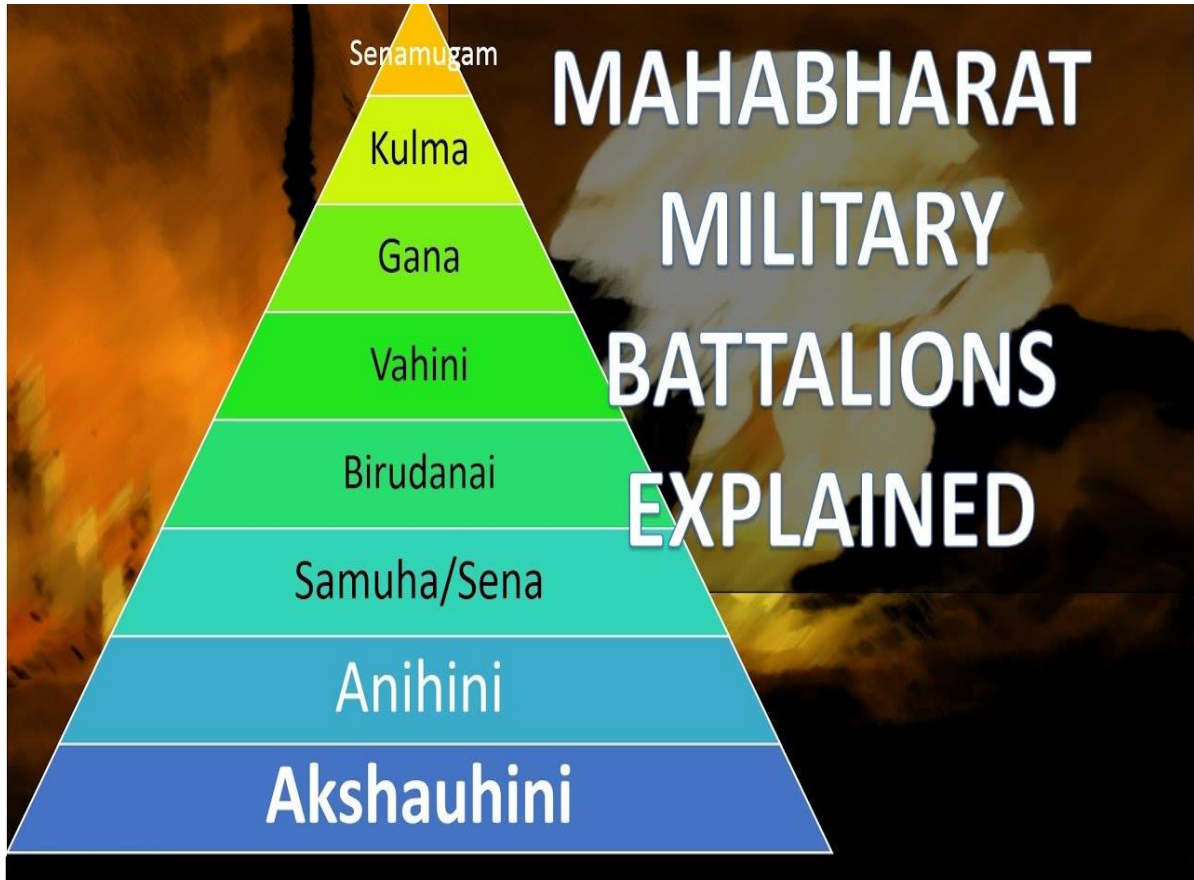 Senamugam
Kulma
Gana
Vahini
Birudanai
Samuha/Sena
Anihini
Akshauhini
MAHABHARAT
MILITARY
BATTALIONS
EXPLAINED